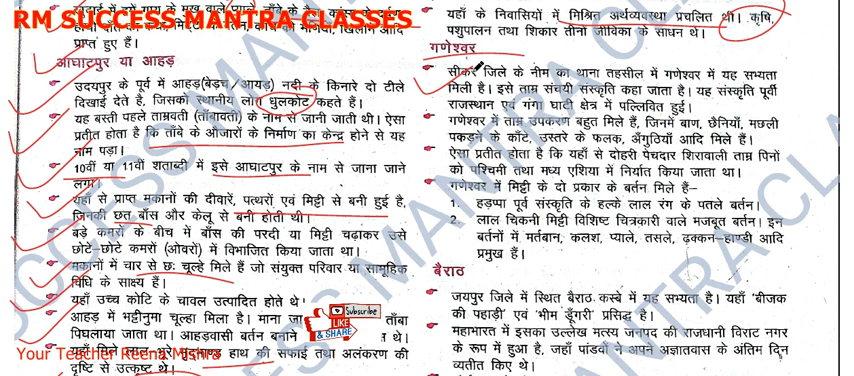 RM SUCCESS MANTRA CLASSES
प्राप्त हुए हैं।
आघाटपुर या आहड़
उदयपुर के पूर्व में आहड़(बेड़च /आयड़) नदी के किनारे दो टीले
दिखाई देते है, जिसको स्थानीय लोग धुलकोट कहते हैं।
यह बस्ती पहले ताम्रवती (ताँबावती) के नाम से जानी जाती थी। ऐसा
प्रतीत होता है कि तांबे के औजारों के निर्माण का केन्द्र होने से यह
नाम पड़ा।
10वीं या 11वीं शताब्दी में इसे आघाटपुर के नाम से जाना जाने
लगा।
यहाँ से प्राप्त मकानों की दीवारें, पत्थरों एवं मिष्टी से बनी हुई है,
जिनकी छत बाँस और केलू से बनी होती थी।
बड़े कमरों के बीच में बाँस की परदी या मिष्टी चढ़ाकर उसे
छोटे-छोटे कमरों (ओवरों) में विभाजित किया जाता था।
मकानों में चार से छः चूल्हे मिले हैं जो संयुक्त परिवार या सामूहिक
विधि के साक्ष्य हैं।
यहाँ उच्च कोटि के चावल उत्पादित होते थे।
आहड़ में भट्टीनुमा चूल्हा मिला है। माना जा ताँबा
पिघलाया जाता था। आहड़वासी बर्तन बनाने थे।
यहाँ मिले लाल भूरे मृदभाण्ड हाथ की सफाई तथा अलंकरण की
दृष्टि से उत्कृष्ट थे।
Subscribe
LIKE
& SHARE
Your Teacher Reena Mishra
यहाँ के निवासियों में मिश्रित अर्थव्यवस्था प्रचलित थी। कृषि,
पशुपालन तथा शिकार तीनों जीविका के साधन थे।
गणेश्वर
सीकर जिले के नीम का थाना तहसील में गणेश्वर में यह सभ्यता
मिली है। इसे ताम्र संचयी संस्कृति कहा जाता है। यह संस्कृति पूर्वी
राजस्थान एवं गंगा घाटी क्षेत्र में पल्लिवित हुई।
गणेश्वर में ताम्र उपकरण बहुत मिले हैं, जिनमें बाण, छैनियाँ, मछली
पकड़ने के काँटे, उस्तरे के फलक, अँगुठियाँ आदि मिले हैं।
ऐसा प्रतीत होता है कि यहाँ से दोहरी पेचदार शिरावाली ताम्र पिनों
को पश्चिमी तथा मध्य एशिया में निर्यात किया जाता था।
गणेश्वर में मिट्टी के दो प्रकार के बर्तन मिले हैं–
1. हड़प्पा पूर्व संस्कृति के हल्के लाल रंग के पतले बर्तन।
2. लाल चिकनी मिट्टी विशिष्ट चित्रकारी वाले मजबूत बर्तन। इन
बर्तनों में मर्तबान, कलश, प्याले, तसले, ढ़क्कन-हाण्डी आदि
प्रमुख हैं।
बैराठ
जयपुर जिले में स्थित बैराठ कस्बे में यह सभ्यता है। यहाँ 'बीजक
की पहाड़ी' एवं 'भीम डूँगरी' प्रसिद्ध है।
महाभारत में इसका उल्लेख मत्स्य जनपद की राजधानी विराट नगर
के रूप में हुआ है, जहाँ पांडवों ने अपने अज्ञातवास के अंतिम दिन
व्यतीत किए थे।